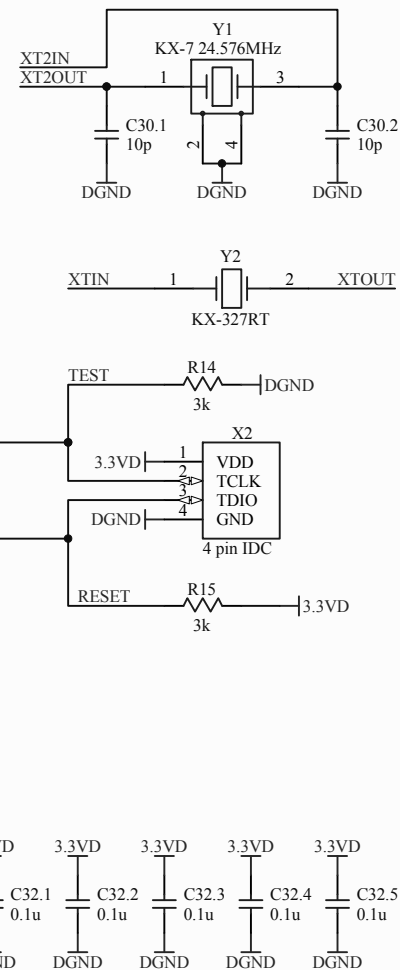 Y1
KX-7 24.576MHz
XT2IN
XT2OUT
1
3
C30.1
10p
2
4
C30.2
10p
DGND
DGND
DGND
Y2
XTIN
1
2
XTOUT
KX-327RT
TEST
R14
3k
DGND
X2
3.3VD
1
VDD
2
TCLK
3
TDIO
DGND
4
GND
4 pin IDC
RESET
R15
3k
3.3VD
VD
3.3VD
3.3VD
3.3VD
3.3VD
C32.1
0.1u
C32.2
0.1u
C32.3
0.1u
C32.4
0.1u
C32.5
0.1u
ND
DGND
DGND
DGND
DGND